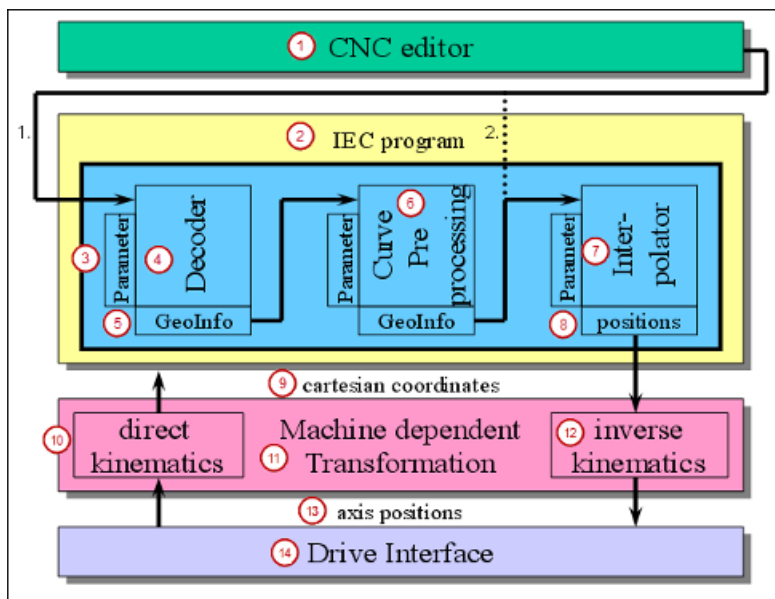 1 CNC editor
1.
2 IEC program
2.
3 Parameter
4 Decoder
5 GeoInfo
Parameter
6 Curve
Pre
processing
GeoInfo
Parameter
7 Inter-
polator
8 positions
9 cartesian coordinates
10 direct
kinematics
11 Machine dependent
Transformation
12 inverse
kinematics
13 axis positions
14 Drive Interface